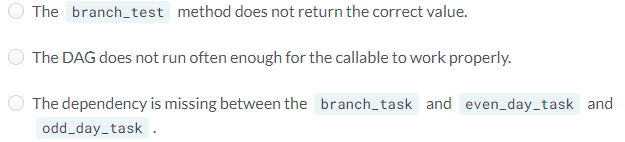 The branch_test method does not return the correct value.
The DAG does not run often enough for the callable to work properly.
The dependency is missing between the branch_task and even_day_task and
odd_day_task .